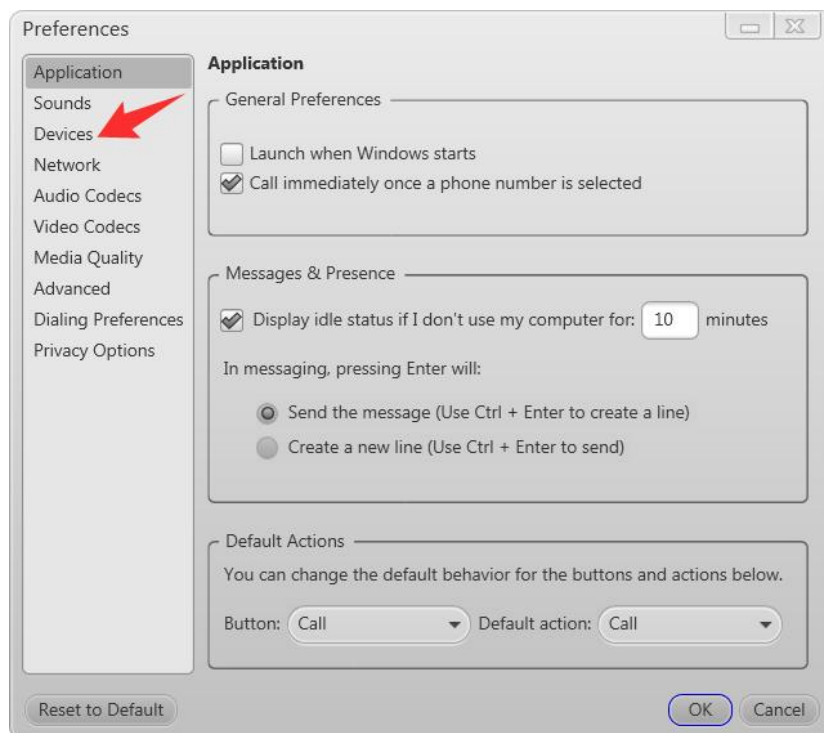 Preferences
Application
Sounds
Devices
Network
Audio Codecs
Video Codecs
Media Quality
Advanced
Dialing Preferences
Privacy Options
Application
General Preferences
Launch when Windows starts
Call immediately once a phone number is selected
Messages & Presence
Display idle status if I don't use my computer for: 10 minutes
In messaging, pressing Enter will:
Send the message (Use Ctrl + Enter to create a line)
Create a new line (Use Ctrl + Enter to send)
Default Actions
You can change the default behavior for the buttons and actions below.
Button: Call Default action: Call
Reset to Default OK Cancel